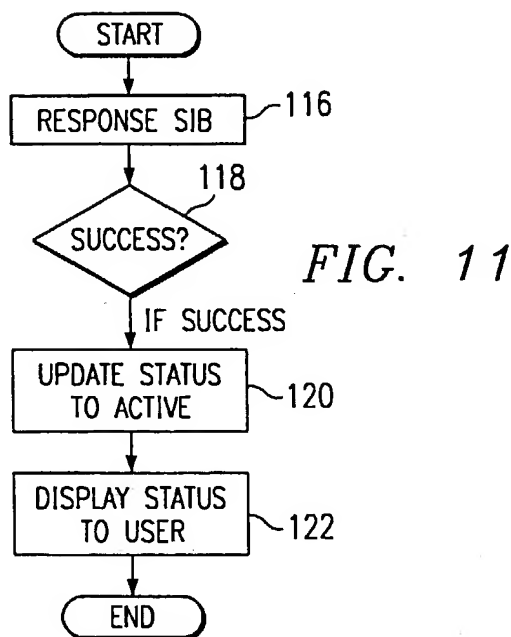 START
RESPONSE SIB
116
118
SUCCESS?
FIG. 11
IF SUCCESS
UPDATE STATUS
TO ACTIVE
120
DISPLAY STATUS
TO USER
122
END